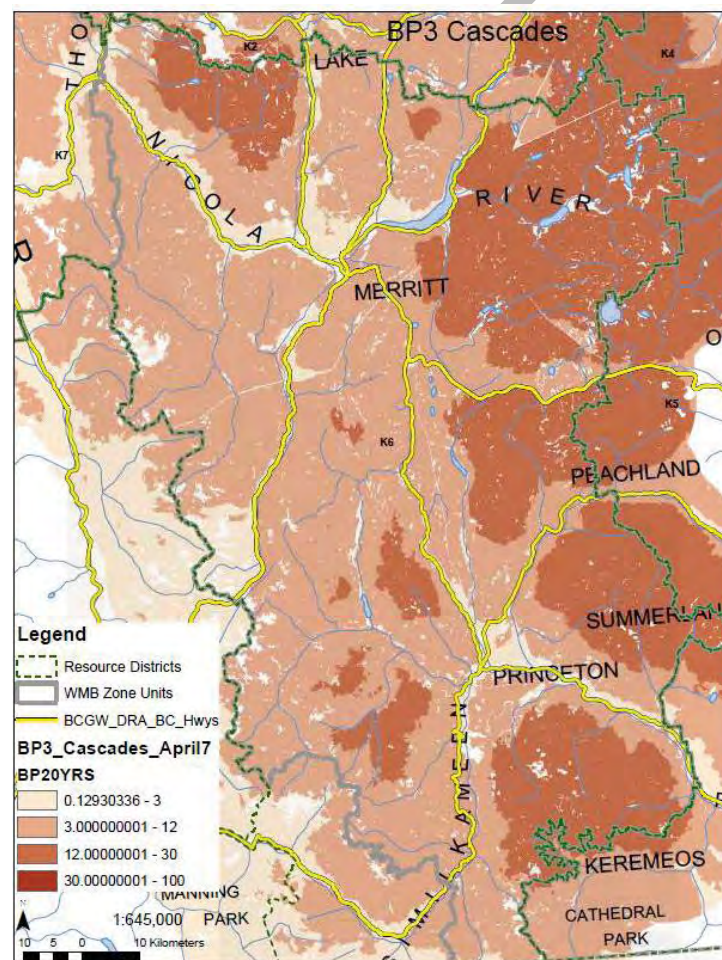 BP3 Cascades
K2
K4
LAKE
THO
K7
NICOLA
RIVER
R
MERRITT
O
K5
K6
PEACHLAND
SUMMERLAN
PRINCETON
SIMILKAMEEN
KEREMEOS
CATHEDRAL
PARK
MANNING
PARK
Legend
Resource Districts
WMB Zone Units
BCGW_DRA_BC_Hwys
BP3_Cascades_April7
BP20YRS
0.12930336 - 3
3.000000001 - 12
12.00000001 - 30
30.00000001 - 100
N
1:645,000
10 5 0 10 Kilometers